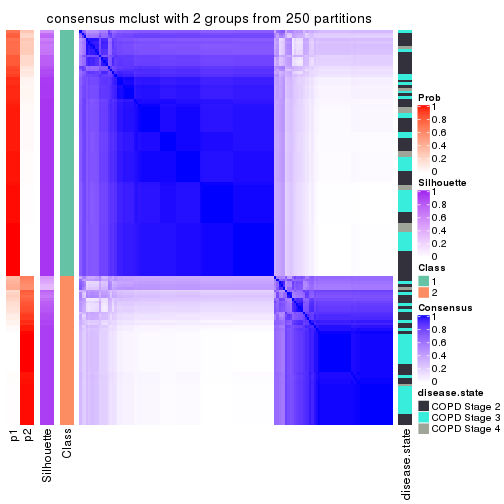 consensus mclust with 2 groups from 250 partitions
Prob
1
0.8
0.6
0.4
0.2
0
Silhouette
1
0.8
0.6
0.4
0.2
0
Class
1
2
Consensus
1
0.8
0.6
0.4
0.2
0
disease.state
COPD Stage 2
COPD Stage 3
COPD Stage 4
p1
p2
Silhouette
Class
disease.state